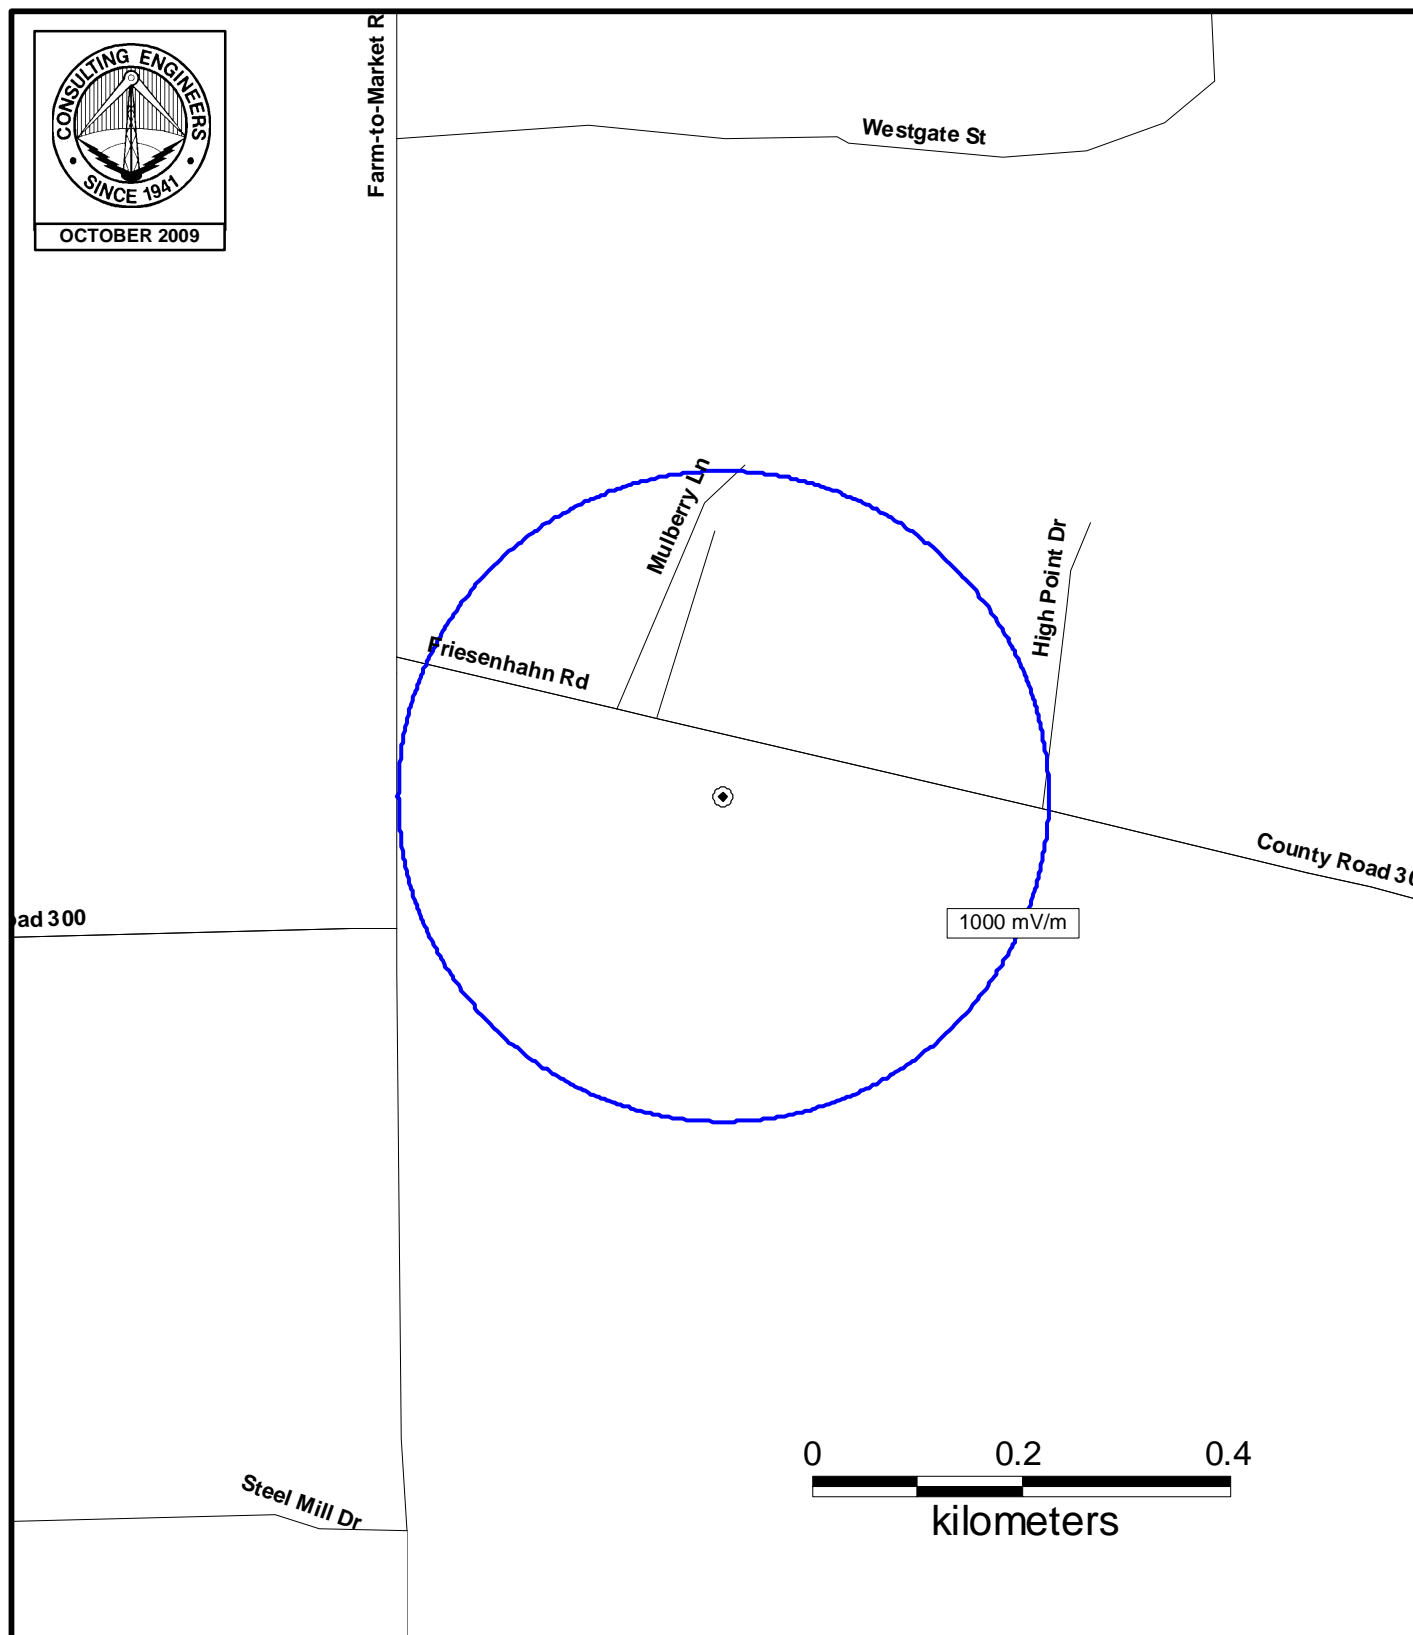 CONSULTING ENGINEERS
SINCE 1941
OCTOBER 2009
Farm-to-Market R
Westgate St
Mulberry Ln
High Point Dr
Friesenhahn Rd
County Road 30
oad 300
1000 mV/m
0 0.2 0.4
kilometers
Steel Mill Dr